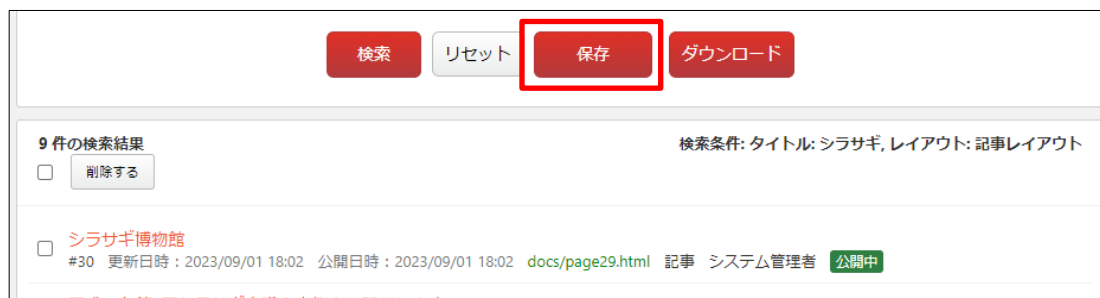 検索 リセット 保存 ダウンロード
9 件の検索結果 検索条件: タイトル: シラサギ, レイアウト: 記事レイアウト
削除する
シラサギ博物館
#30 更新日時：2023/09/01 18:02 公開日時：2023/09/01 18:02 docs/page29.html 記事 システム管理者 公開中